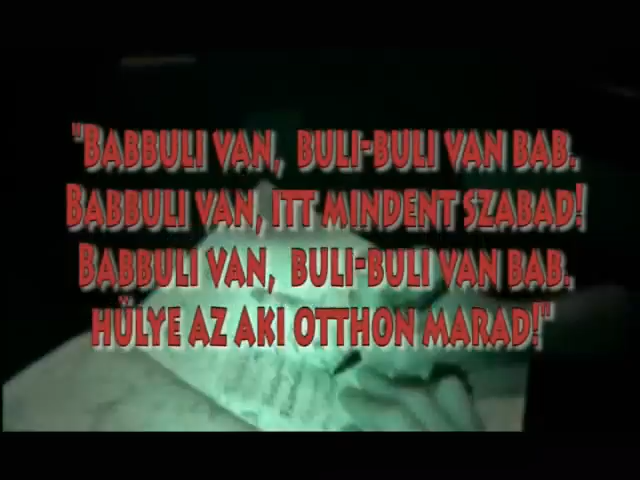 "Babbuli van, buli-buli van bab.
Babbuli van, itt mindent szabad!
Babbuli van, buli-buli van bab.
hülye az aki otthon marad!"